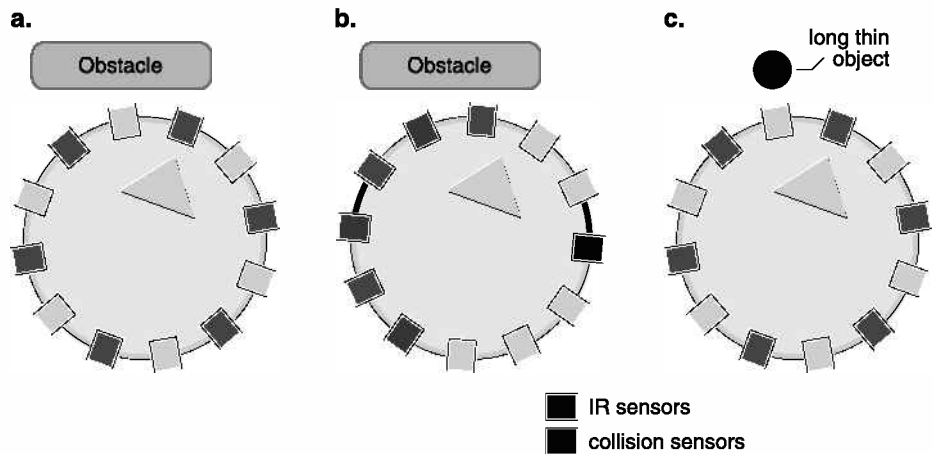 a.
b.
c.
Obstacle
Obstacle
long thin
object
IR sensors
collision sensors